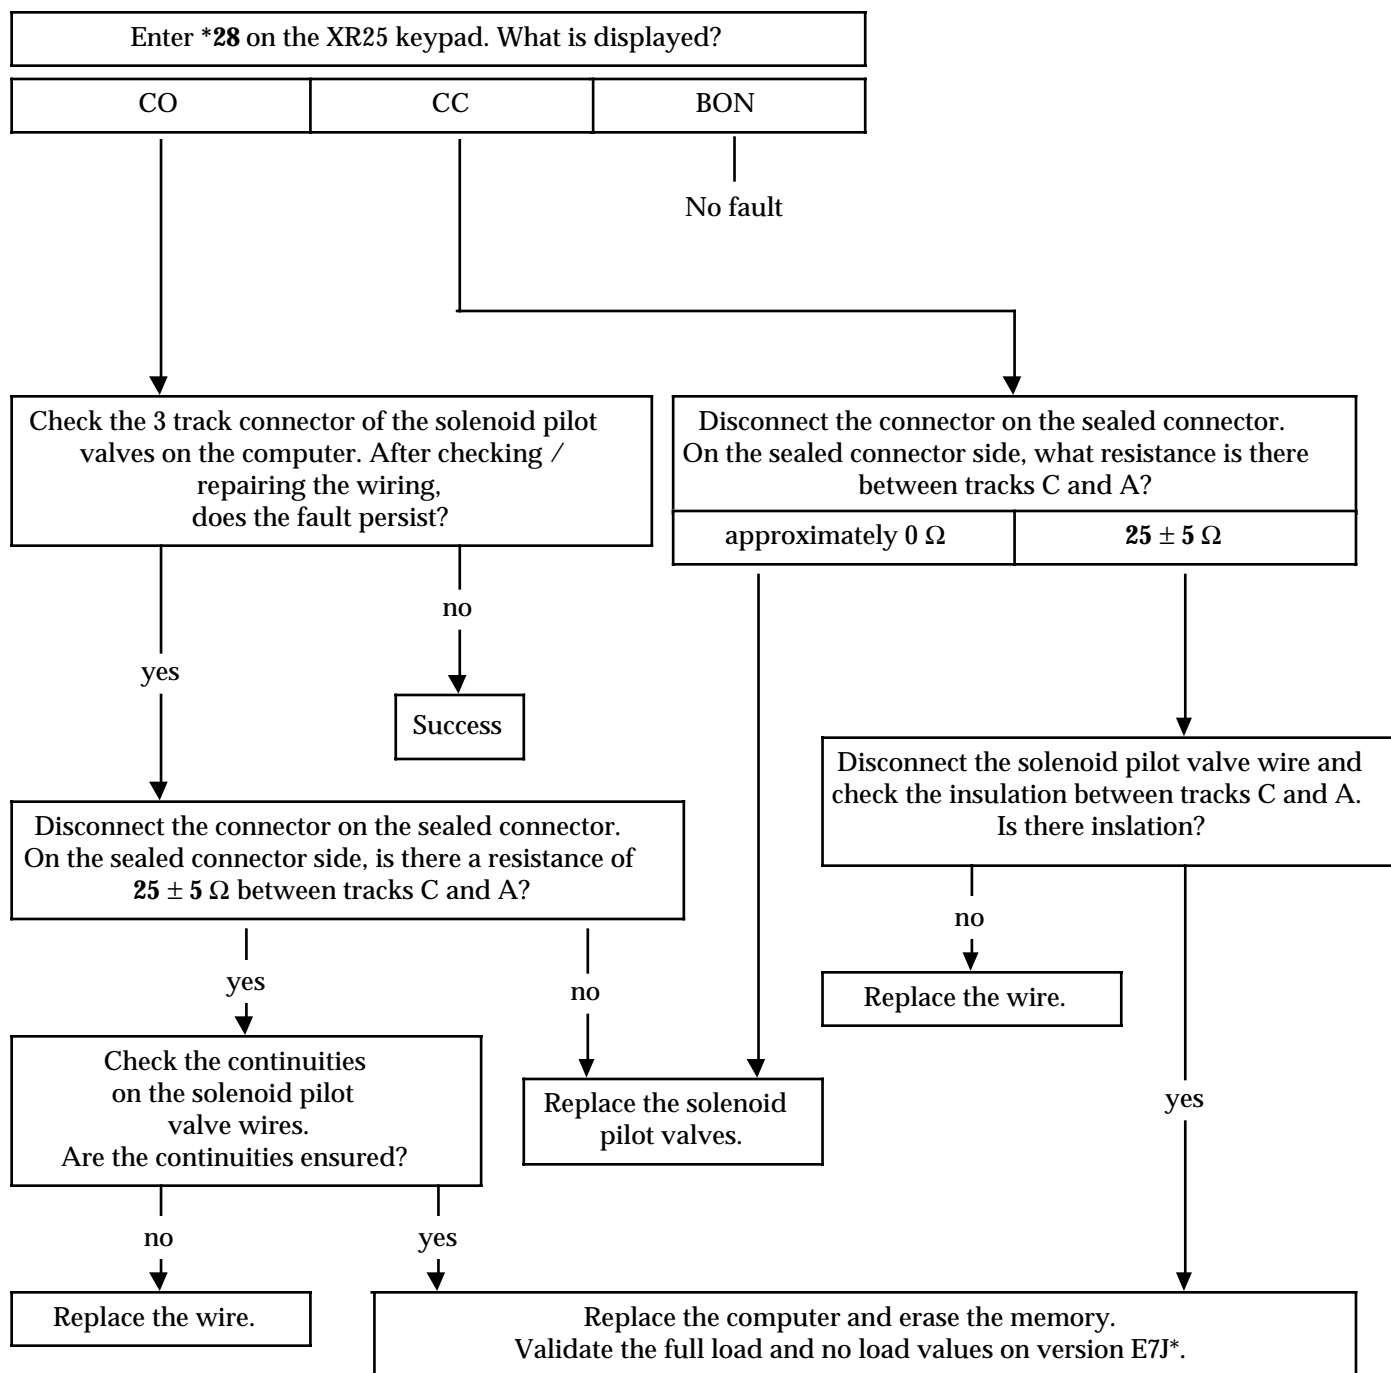 Enter *28 on the XR25 keypad. What is displayed?
CO
CC
BON
No fault
Check the 3 track connector of the solenoid pilot
valves on the computer. After checking /
repairing the wiring,
does the fault persist?
Disconnect the connector on the sealed connector.
On the sealed connector side, what resistance is there
between tracks C and A?
approximately 0 Ω
25 ± 5 Ω
no
yes
Success
Disconnect the solenoid pilot valve wire and
check the insulation between tracks C and A.
Is there inslation?
Disconnect the connector on the sealed connector.
On the sealed connector side, is there a resistance of
25 ± 5 Ω between tracks C and A?
no
Replace the wire.
yes
no
Check the continuities
on the solenoid pilot
valve wires.
Are the continuities ensured?
Replace the solenoid
pilot valves.
yes
no
yes
Replace the wire.
Replace the computer and erase the memory.
Validate the full load and no load values on version E7J*.